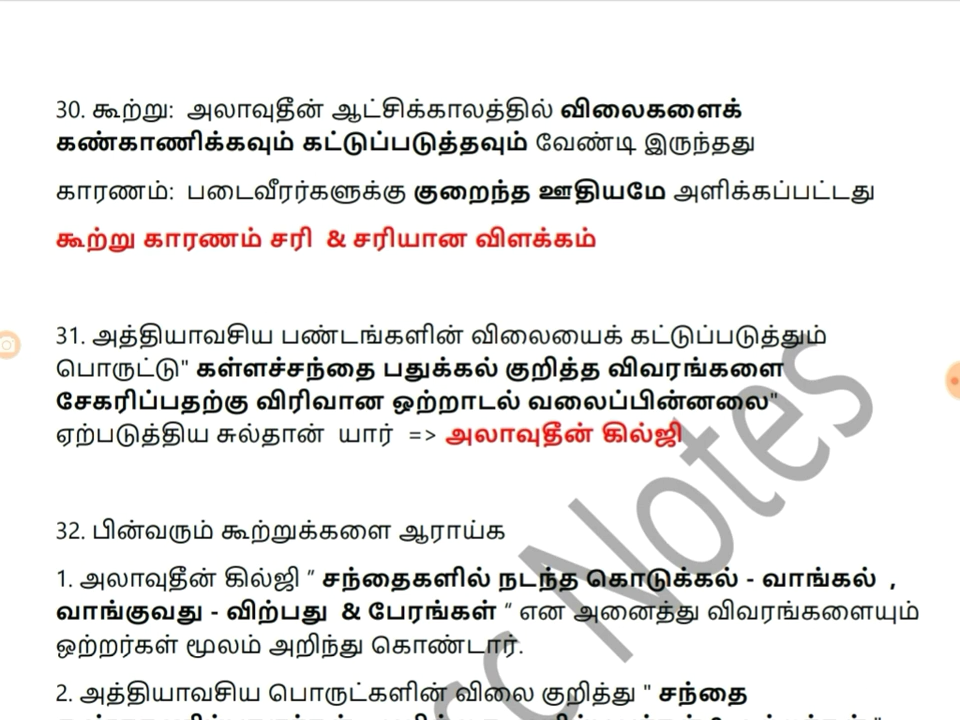 30. கூற்று: அலாவுதீன் ஆட்சிக்காலத்தில் விலைகளைக்
கண்காணிக்கவும் கட்டுப்படுத்தவும் வேண்டி இருந்தது
காரணம்: படைவீரர்களுக்கு குறைந்த ஊதியமே அளிக்கப்பட்டது
கூற்று காரணம் சரி & சரியான விளக்கம்
31. அத்தியாவசிய பண்டங்களின் விலையைக் கட்டுப்படுத்தும்
பொருட்டு" கள்ளச்சந்தை பதுக்கல் குறித்த விவரங்களை
சேகரிப்பதற்கு விரிவான ஒற்றாடல் வலைப்பின்னலை"
ஏற்படுத்திய சுல்தான் யார் => அலாவுதீன் கில்ஜி
32. பின்வரும் கூற்றுக்களை ஆராய்க
1. அலாவுதீன் கில்ஜி " சந்தைகளில் நடந்த கொடுக்கல் - வாங்கல் ,
வாங்குவது - விற்பது & பேரங்கள் " என அனைத்து விவரங்களையும்
ஒற்றர்கள் மூலம் அறிந்து கொண்டார்.
2. அத்தியாவசிய பொருட்களின் விலை குறித்து " சந்தை
cc Notes